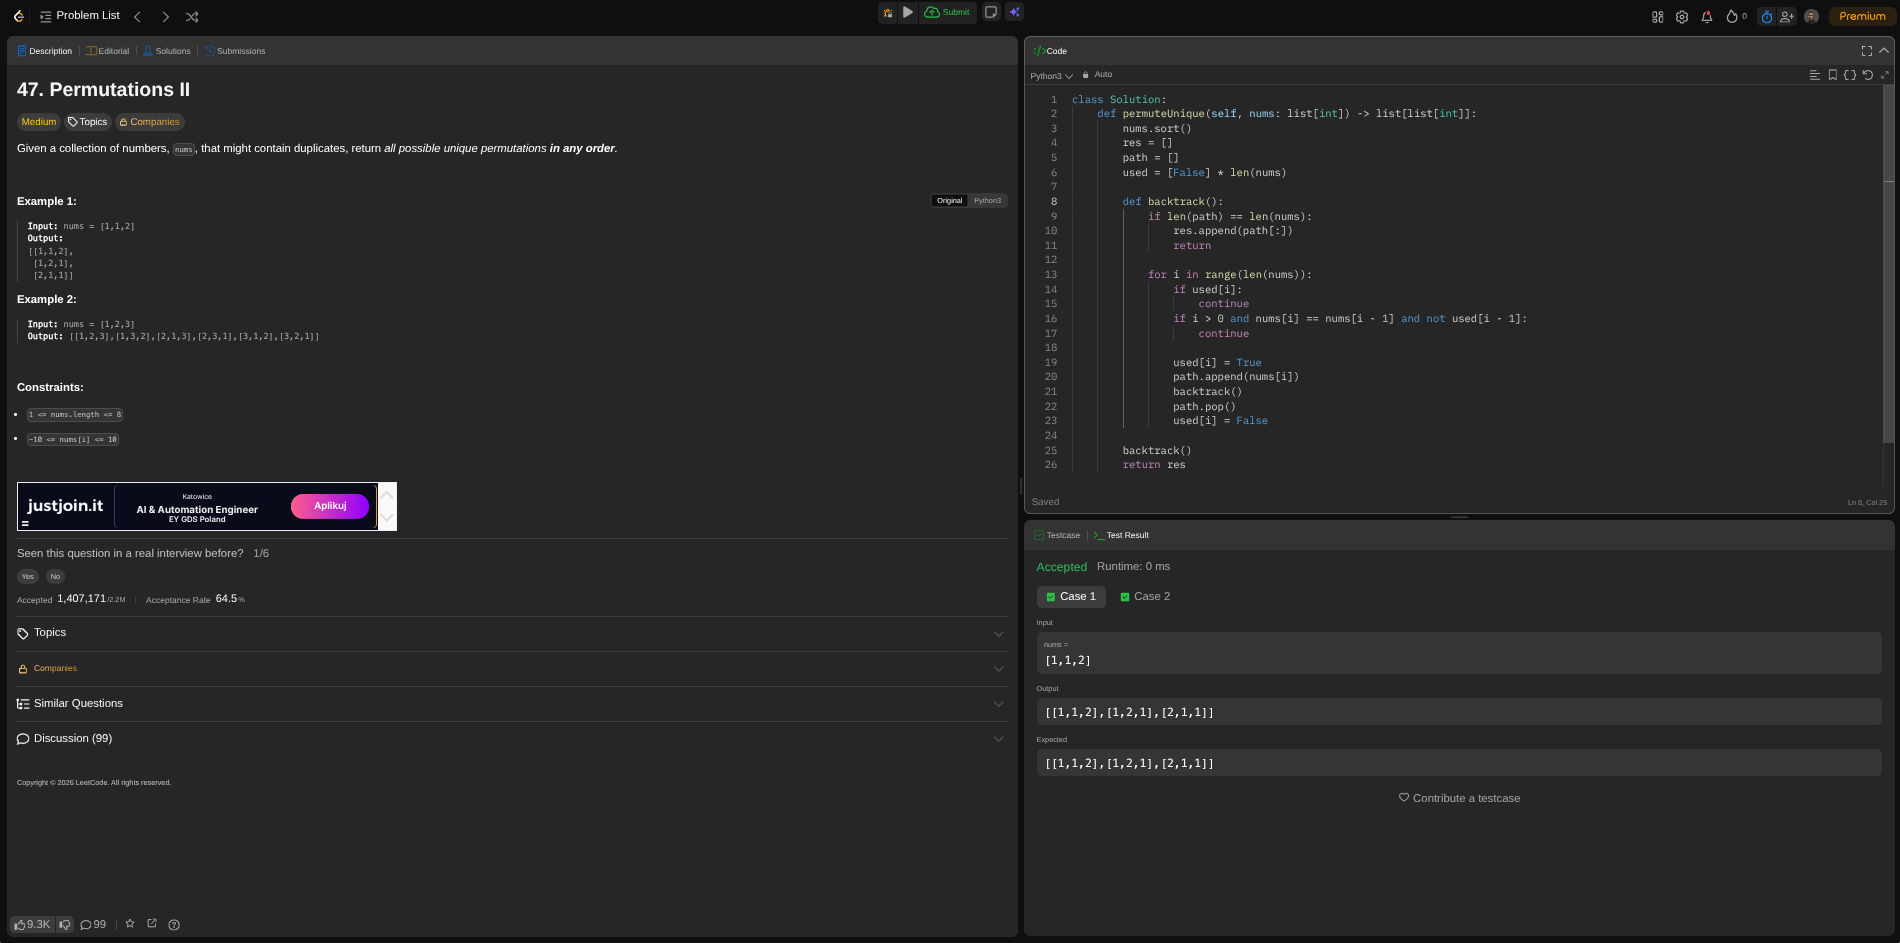 Problem List
Submit
0
Premium
Description
Editorial
Solutions
Submissions
47. Permutations II
Medium
Topics
Companies
Given a collection of numbers, nums, that might contain duplicates, return all possible unique permutations in any order.
Example 1:
Original
Python3
Input: nums = [1,1,2]
Output:
[[1,1,2],
[1,2,1],
[2,1,1]]
Example 2:
Input: nums = [1,2,3]
Output: [[1,2,3],[1,3,2],[2,1,3],[2,3,1],[3,1,2],[3,2,1]]
Constraints:
1 <= nums.length <= 8
-10 <= nums[i] <= 10
justjoin.it
Katowice
AI & Automation Engineer
EY GDS Poland
Aplikuj
Seen this question in a real interview before? 1/6
Yes
No
Accepted 1,407,171/2.2M
Acceptance Rate 64.5%
Topics
Companies
Similar Questions
Discussion (99)
Copyright © 2026 LeetCode. All rights reserved.
9.3K
99
Code
Python3
Auto
1 class Solution:
2 def permuteUnique(self, nums: list[int]) -> list[list[int]]:
3 nums.sort()
4 res = []
5 path = []
6 used = [False] * len(nums)
7
8 def backtrack():
9 if len(path) == len(nums):
10 res.append(path[:])
11 return
12
13 for i in range(len(nums)):
14 if used[i]:
15 continue
16 if i > 0 and nums[i] == nums[i - 1] and not used[i - 1]:
17 continue
18
19 used[i] = True
20 path.append(nums[i])
21 backtrack()
22 path.pop()
23 used[i] = False
24
25 backtrack()
26 return res
Saved
Ln 8, Col 25
Testcase
Test Result
Accepted Runtime: 0 ms
Case 1
Case 2
Input
nums =
[1,1,2]
Output
[[1,1,2],[1,2,1],[2,1,1]]
Expected
[[1,1,2],[1,2,1],[2,1,1]]
Contribute a testcase